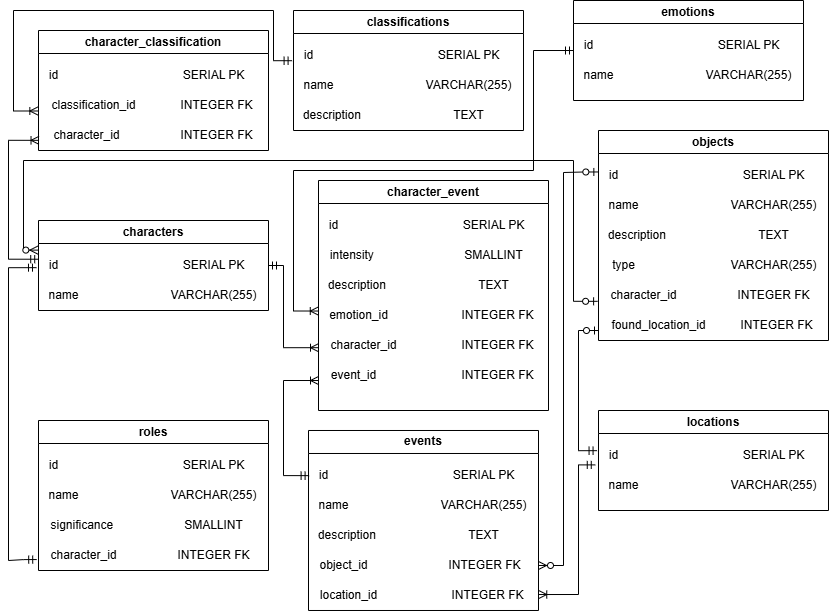 character_classification
id SERIAL PK
classification_id INTEGER FK
character_id INTEGER FK
classifications
id SERIAL PK
name VARCHAR(255)
description TEXT
emotions
id SERIAL PK
name VARCHAR(255)
characters
id SERIAL PK
name VARCHAR(255)
character_event
id SERIAL PK
intensity SMALLINT
description TEXT
emotion_id INTEGER FK
character_id INTEGER FK
event_id INTEGER FK
objects
id SERIAL PK
name VARCHAR(255)
description TEXT
type VARCHAR(255)
character_id INTEGER FK
found_location_id INTEGER FK
roles
id SERIAL PK
name VARCHAR(255)
significance SMALLINT
character_id INTEGER FK
events
id SERIAL PK
name VARCHAR(255)
description TEXT
object_id INTEGER FK
location_id INTEGER FK
locations
id SERIAL PK
name VARCHAR(255)